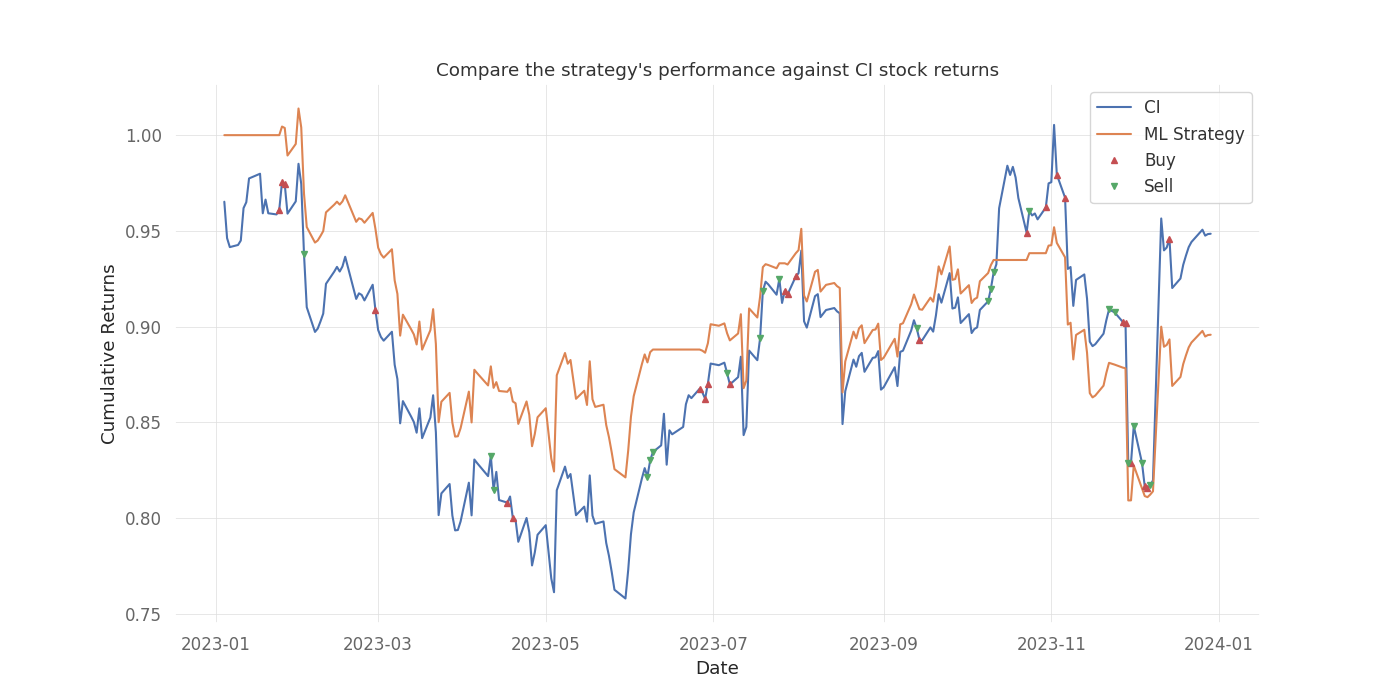 Compare the strategy's performance against CI stock returns
CI
ML Strategy
Buy
Sell
1.00
0.95
0.90
0.85
0.80
0.75
Cumulative Returns
2023-01
2023-03
2023-05
2023-07
2023-09
2023-11
2024-01
Date